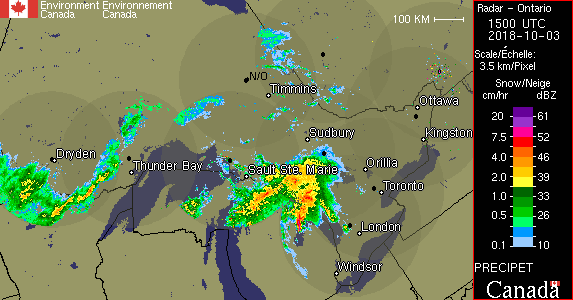 Environment Environnement
Canada Canada
100 KM
N/O
Timmins
Ottawa
Sudbury
Kingston
Dryden
Thunder Bay
Sault Ste. Marie
Orillia
Toronto
London
Windsor
Radar - Ontario
1500 UTC
2018-10-03
Scale/Échelle:
3.5 km/Pixel
Snow/Neige
cm/hr dBZ
20 61
7.5 52
4.0 46
2.0 39
1.0 33
0.5 26
0.1 10
PRECIPET
Canada